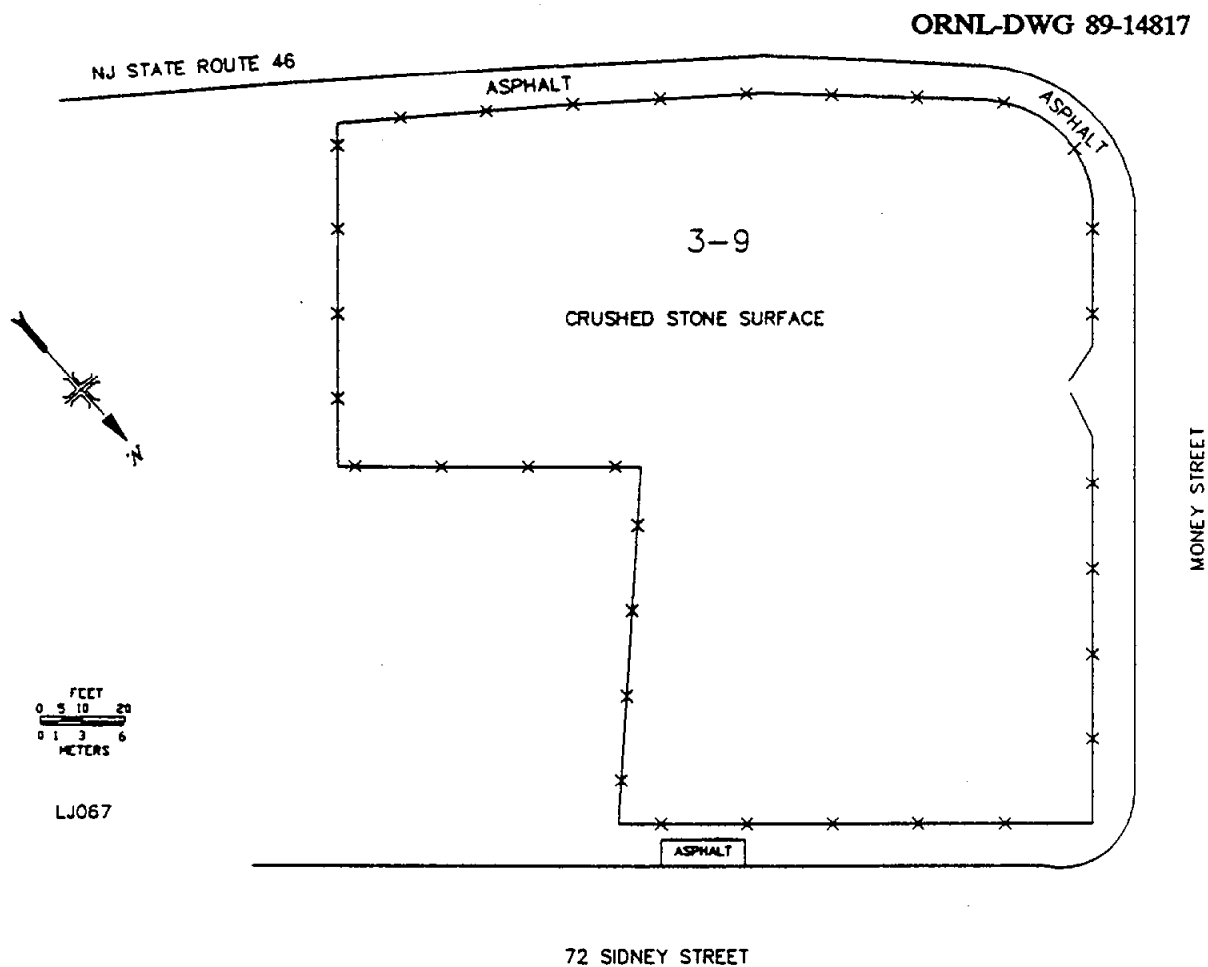 ORNL-DWG 89-14817
NJ STATE ROUTE 46
ASPHALT
ASPHALT
3-9
CRUSHED STONE SURFACE
N
MONEY STREET
FEET
0 5 10 20
0 1 3 6
METERS
LJ067
ASPHALT
72 SIDNEY STREET